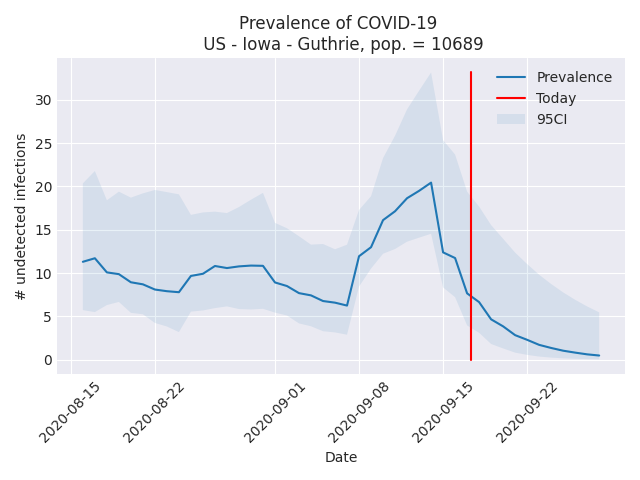 Prevalence of COVID-19
US - Iowa - Guthrie, pop. = 10689
Prevalence
Today
95CI
# undetected infections
30
25
20
15
10
5
0
2020-08-15
2020-08-22
2020-09-01
2020-09-08
2020-09-15
2020-09-22
Date